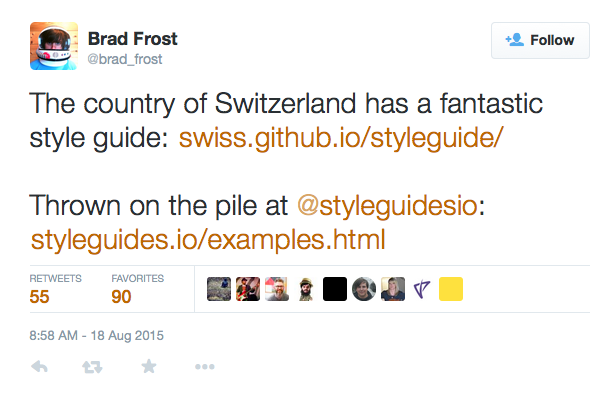 Brad Frost
@brad_frost
Follow
The country of Switzerland has a fantastic
style guide: swiss.github.io/styleguide/
Thrown on the pile at @styleguidesio:
styleguides.io/examples.html
RETWEETS FAVORITES
55 90
8:58 AM - 18 Aug 2015